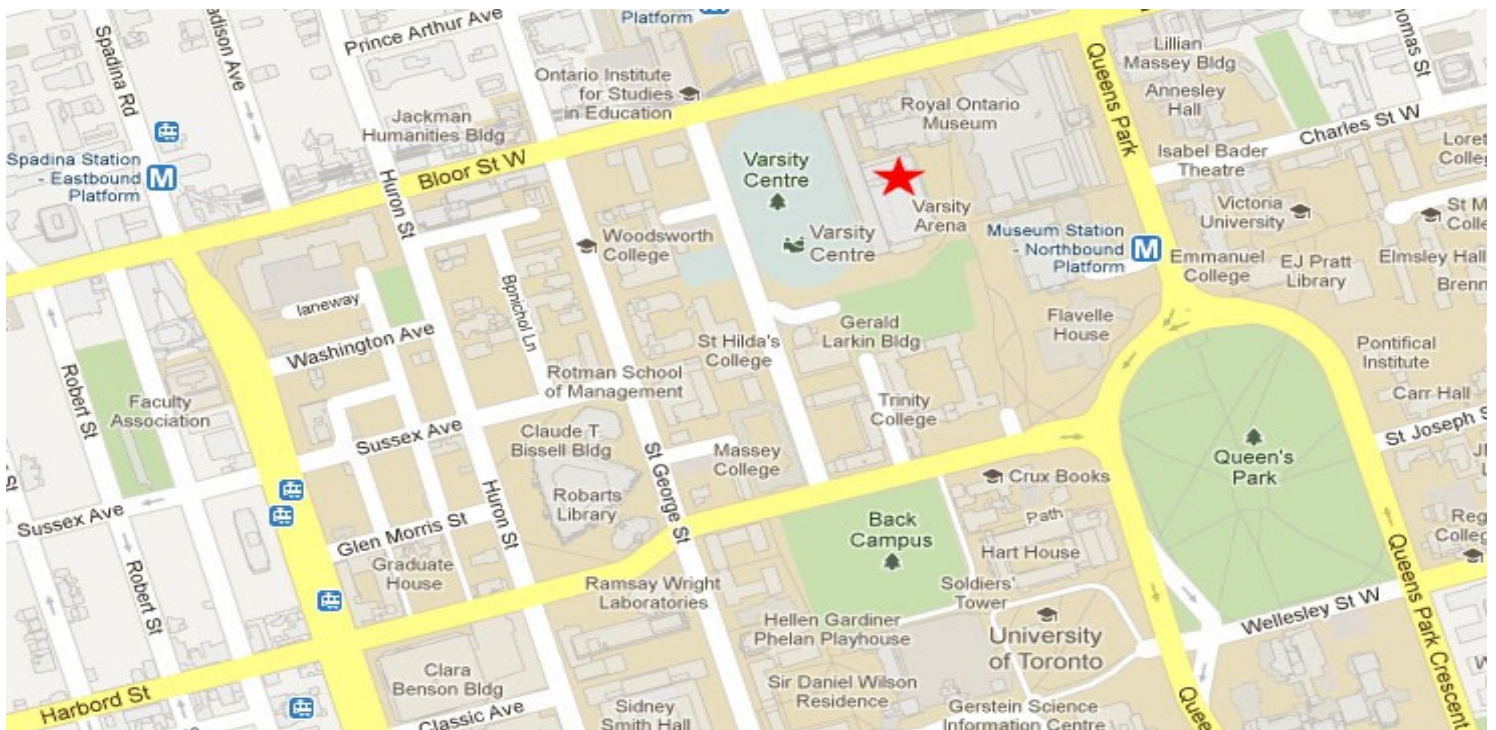 Spadina Rd
Madison Ave
Prince Arthur Ave
Platform
Ontario Institute
for Studies
in Education
Jackman
Humanities Bldg
Huron St
Spadina Station
- Eastbound
Platform
M
Bloor St W
Royal Ontario
Museum
Queens Park
Lillian
Massey Bldg
Annesley
Hall
Thomas St
Charles St W
Isabel Bader
Theatre
Victoria
University
Varsity
Centre
Varsity
Centre
Varsity
Arena
Museum Station
- Northbound
Platform
M
Emmanuel
College
EJ Pratt
Library
Elmsley Hall
Brenn
Loret
Colleg
St M
Colle
Woodsworth
College
laneway
Bpnichol Ln
Washington Ave
St Hilda's
College
Gerald
Larkin Bldg
Flavelle
House
Pontifical
Institute
Carr Hall
St Joseph S
Robert St
Faculty
Association
Rotman School
of Management
Sussex Ave
Claude T
Bissell Bldg
Trinity
College
Massey
College
St George St
Crux Books
Queen's
Park
Robarts
Library
Huron St
Sussex Ave
Glen Morris St
Graduate
House
Back
Campus
Path
Hart House
Soldiers'
Tower
Reg
Colleg
Robert St
Ramsay Wright
Laboratories
Hellen Gardiner
Phelan Playhouse
University
of Toronto
Wellesley St W
Queens Park Crescent
Harbord St
Clara
Benson Bldg
Classic Ave
Sidney
Smith Hall
Sir Daniel Wilson
Residence
Gerstein Science
Information Centre
Quee